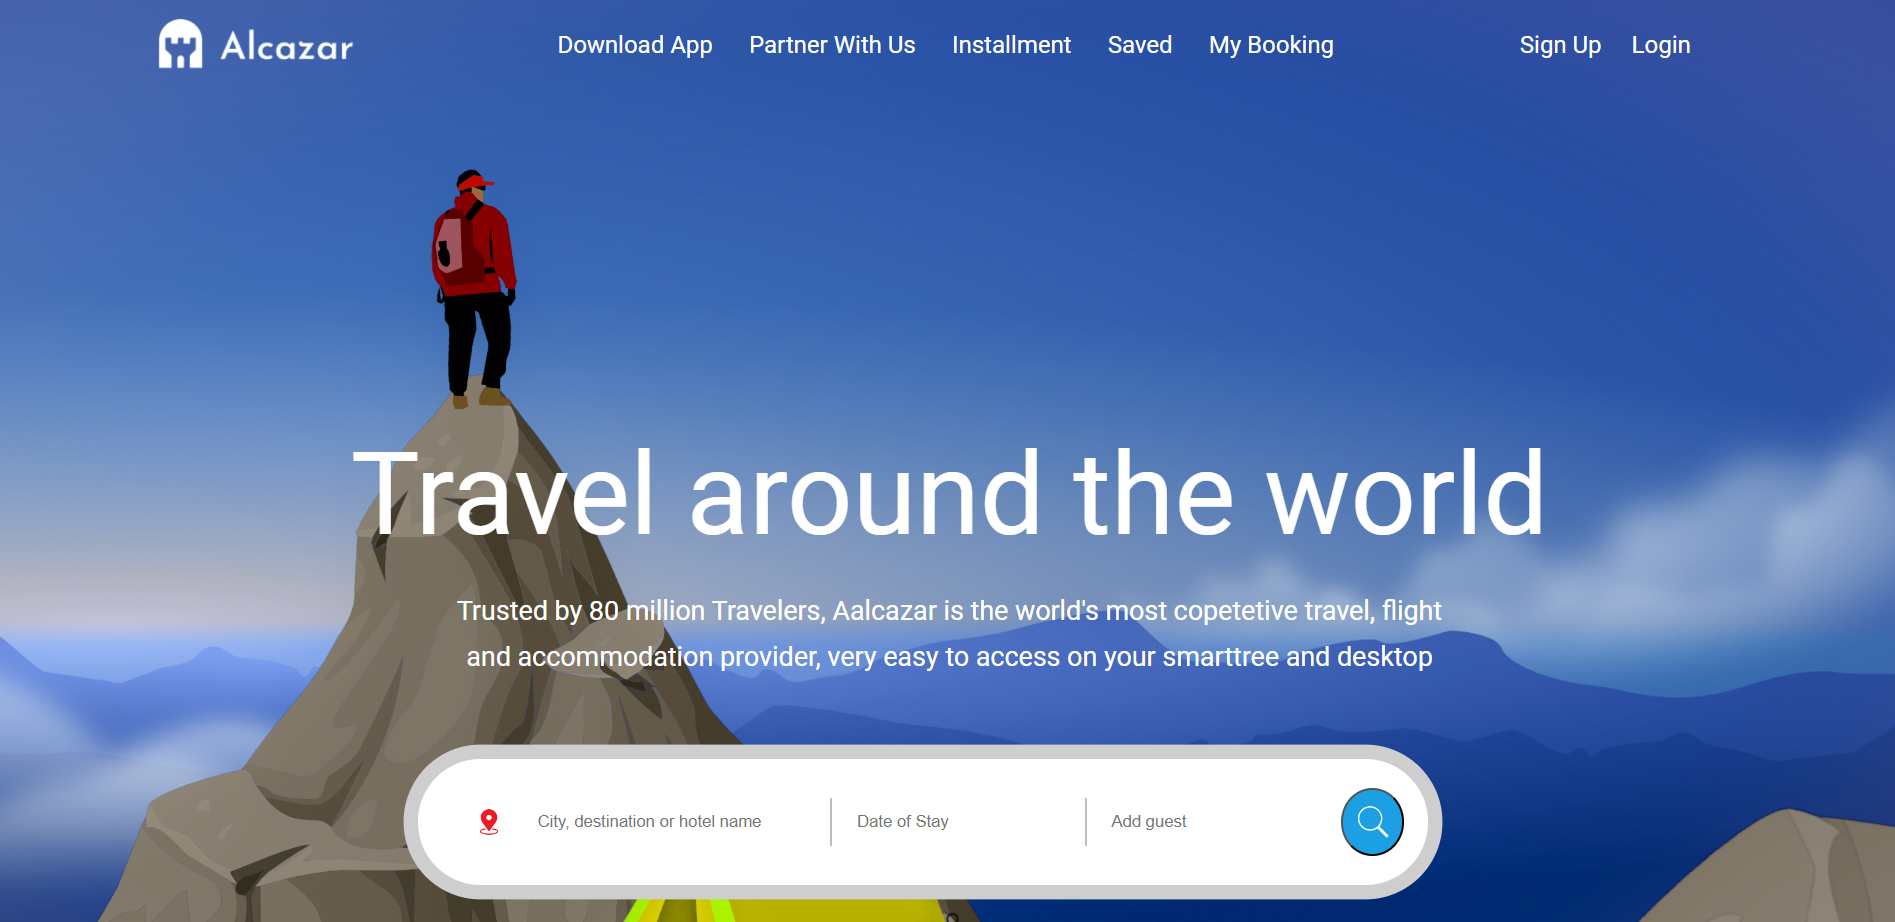 Alcazar
Download App
Partner With Us
Installment
Saved
My Booking
Sign Up
Login
Travel around the world
Trusted by 80 million Travelers, Aalcazar is the world's most copetetive travel, flight
and accommodation provider, very easy to access on your smarttree and desktop
City, destination or hotel name
Date of Stay
Add guest